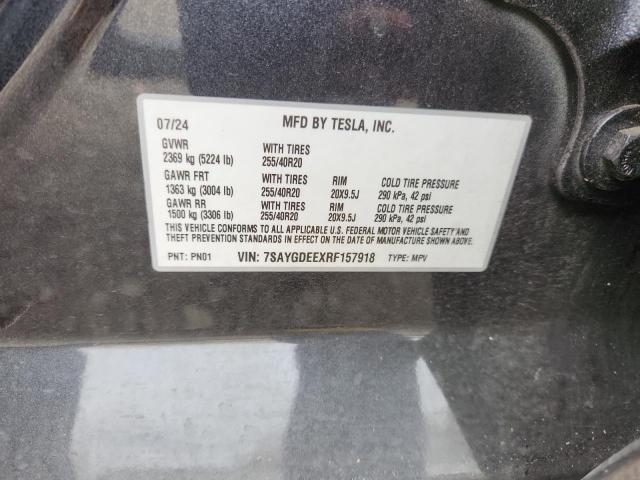 07/24 MFD BY TESLA, INC.
GVWR WITH TIRES
2369 kg (5224 lb) 255/40R20
GAWR FRT WITH TIRES RIM COLD TIRE PRESSURE
1363 kg (3004 lb) 255/40R20 20X9.5J 290 kPa, 42 psi
GAWR RR WITH TIRES RIM COLD TIRE PRESSURE
1500 kg (3306 lb) 255/40R20 20X9.5J 290 kPa, 42 psi
THIS VEHICLE CONFORMS TO ALL APPLICABLE U.S. FEDERAL MOTOR VEHICLE SAFETY AND
THEFT PREVENTION STANDARDS IN EFFECT ON THE DATE OF MANUFACTURE SHOWN ABOVE.
PNT: PN01 VIN: 7SAYGDEEXRF157918 TYPE: MPV